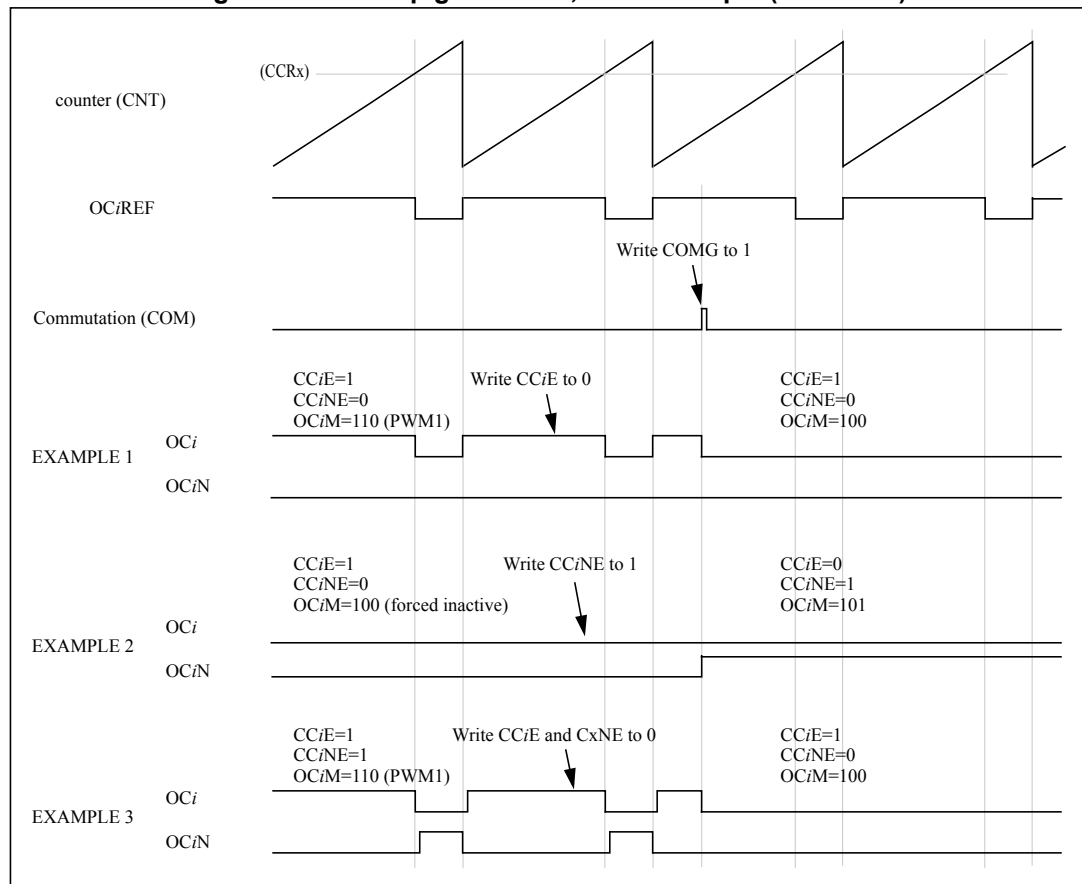 (CCRx)
counter (CNT)
OCiREF
Write COMG to 1
Commutation (COM)
CCiE=1
CCiNE=0
OCiM=110 (PWM1)
Write CCiE to 0
CCiE=1
CCiNE=0
OCiM=100
OCi
EXAMPLE 1
OCiN
CCiE=1
CCiNE=0
OCiM=100 (forced inactive)
Write CCiNE to 1
CCiE=0
CCiNE=1
OCiM=101
OCi
EXAMPLE 2
OCiN
CCiE=1
CCiNE=1
OCiM=110 (PWM1)
Write CCiE and CxNE to 0
CCiE=1
CCiNE=0
OCiM=100
OCi
EXAMPLE 3
OCiN